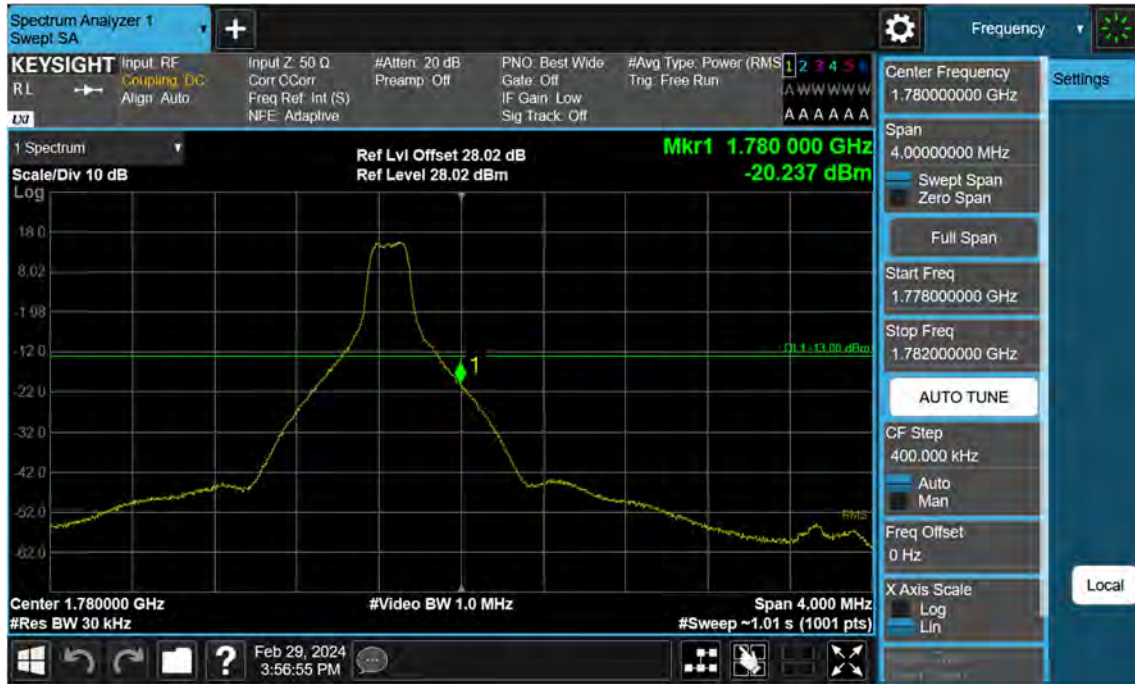 Spectrum Analyzer 1
Swept SA
+
Frequency
KEYSIGHT
R L
LXI
Input: RF
Coupling: DC
Align: Auto
Input Z: 50 Ω
Corr CCorr
Freq Ref: Int (S)
NFE: Adaptive
#Atten: 20 dB
Preamp: Off
PNO: Best Wide
Gate: Off
IF Gain: Low
Sig Track: Off
#Avg Type: Power (RMS
Trig: Free Run
1 2 3 4 5 6
A W W W W W
A A A A A A
1 Spectrum
Scale/Div 10 dB
Ref Lvl Offset 28.02 dB
Ref Level 28.02 dBm
Mkr1 1.780 000 GHz
-20.237 dBm
Log
18.0
8.02
-1.98
-12.0
-22.0
-32.0
-42.0
-52.0
-62.0
DL1 -13.00 dBm
1
RMS
Center 1.780000 GHz
#Res BW 30 kHz
#Video BW 1.0 MHz
Span 4.000 MHz
#Sweep ~1.01 s (1001 pts)
Feb 29, 2024
3:56:55 PM
?
Center Frequency
1.780000000 GHz
Span
4.00000000 MHz
Swept Span
Zero Span
Full Span
Start Freq
1.778000000 GHz
Stop Freq
1.782000000 GHz
AUTO TUNE
CF Step
400.000 kHz
Auto
Man
Freq Offset
0 Hz
X Axis Scale
Log
Lin
Settings
Local